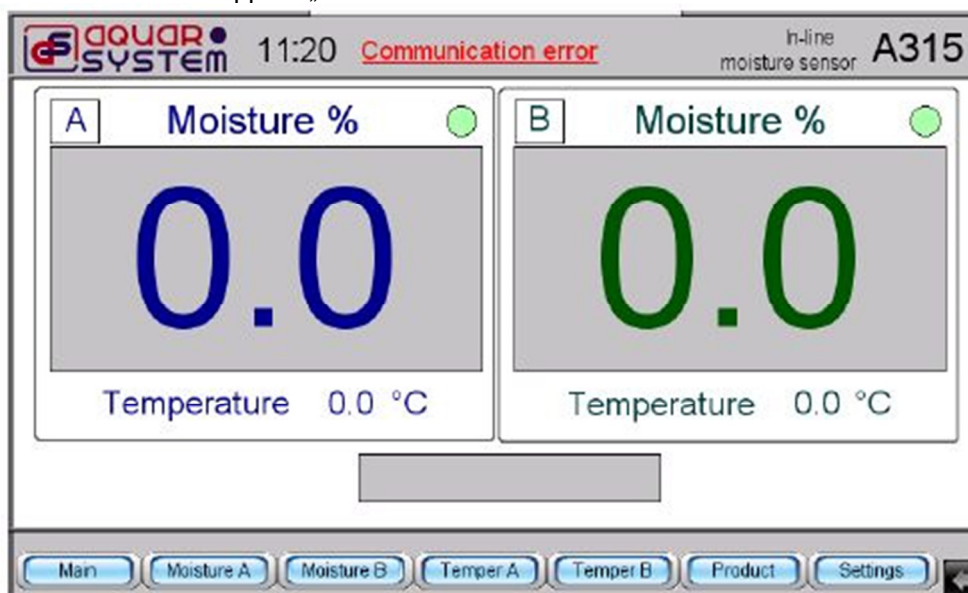 aquar
system
11:20
Communication error
In-line
moisture sensor
A315
A
Moisture %
0.0
Temperature 0.0 °C
B
Moisture %
0.0
Temperature 0.0 °C
Main
Moisture A
Moisture B
Temper A
Temper B
Product
Settings